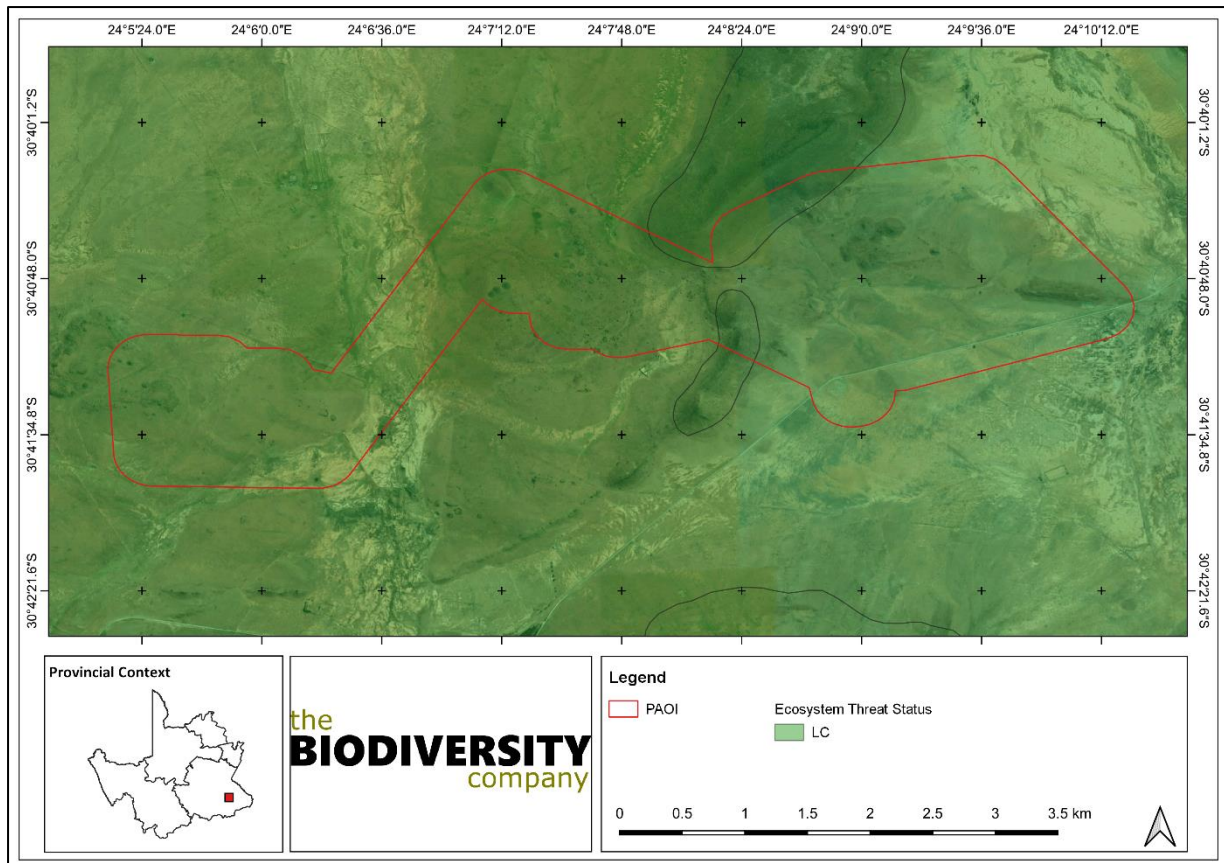 24°5'24.0"E 24°6'0.0"E 24°6'36.0"E 24°7'12.0"E 24°7'48.0"E 24°8'24.0"E 24°9'0.0"E 24°9'36.0"E 24°10'12.0"E
30°40'1.2"S 30°40'1.2"S
30°40'48.0"S 30°40'48.0"S
30°41'34.8"S 30°41'34.8"S
30°42'21.6"S 30°42'21.6"S
Provincial Context
the
BIODIVERSITY
company
Legend
PAOI
Ecosystem Threat Status
LC
0 0.5 1 1.5 2 2.5 3 3.5 km